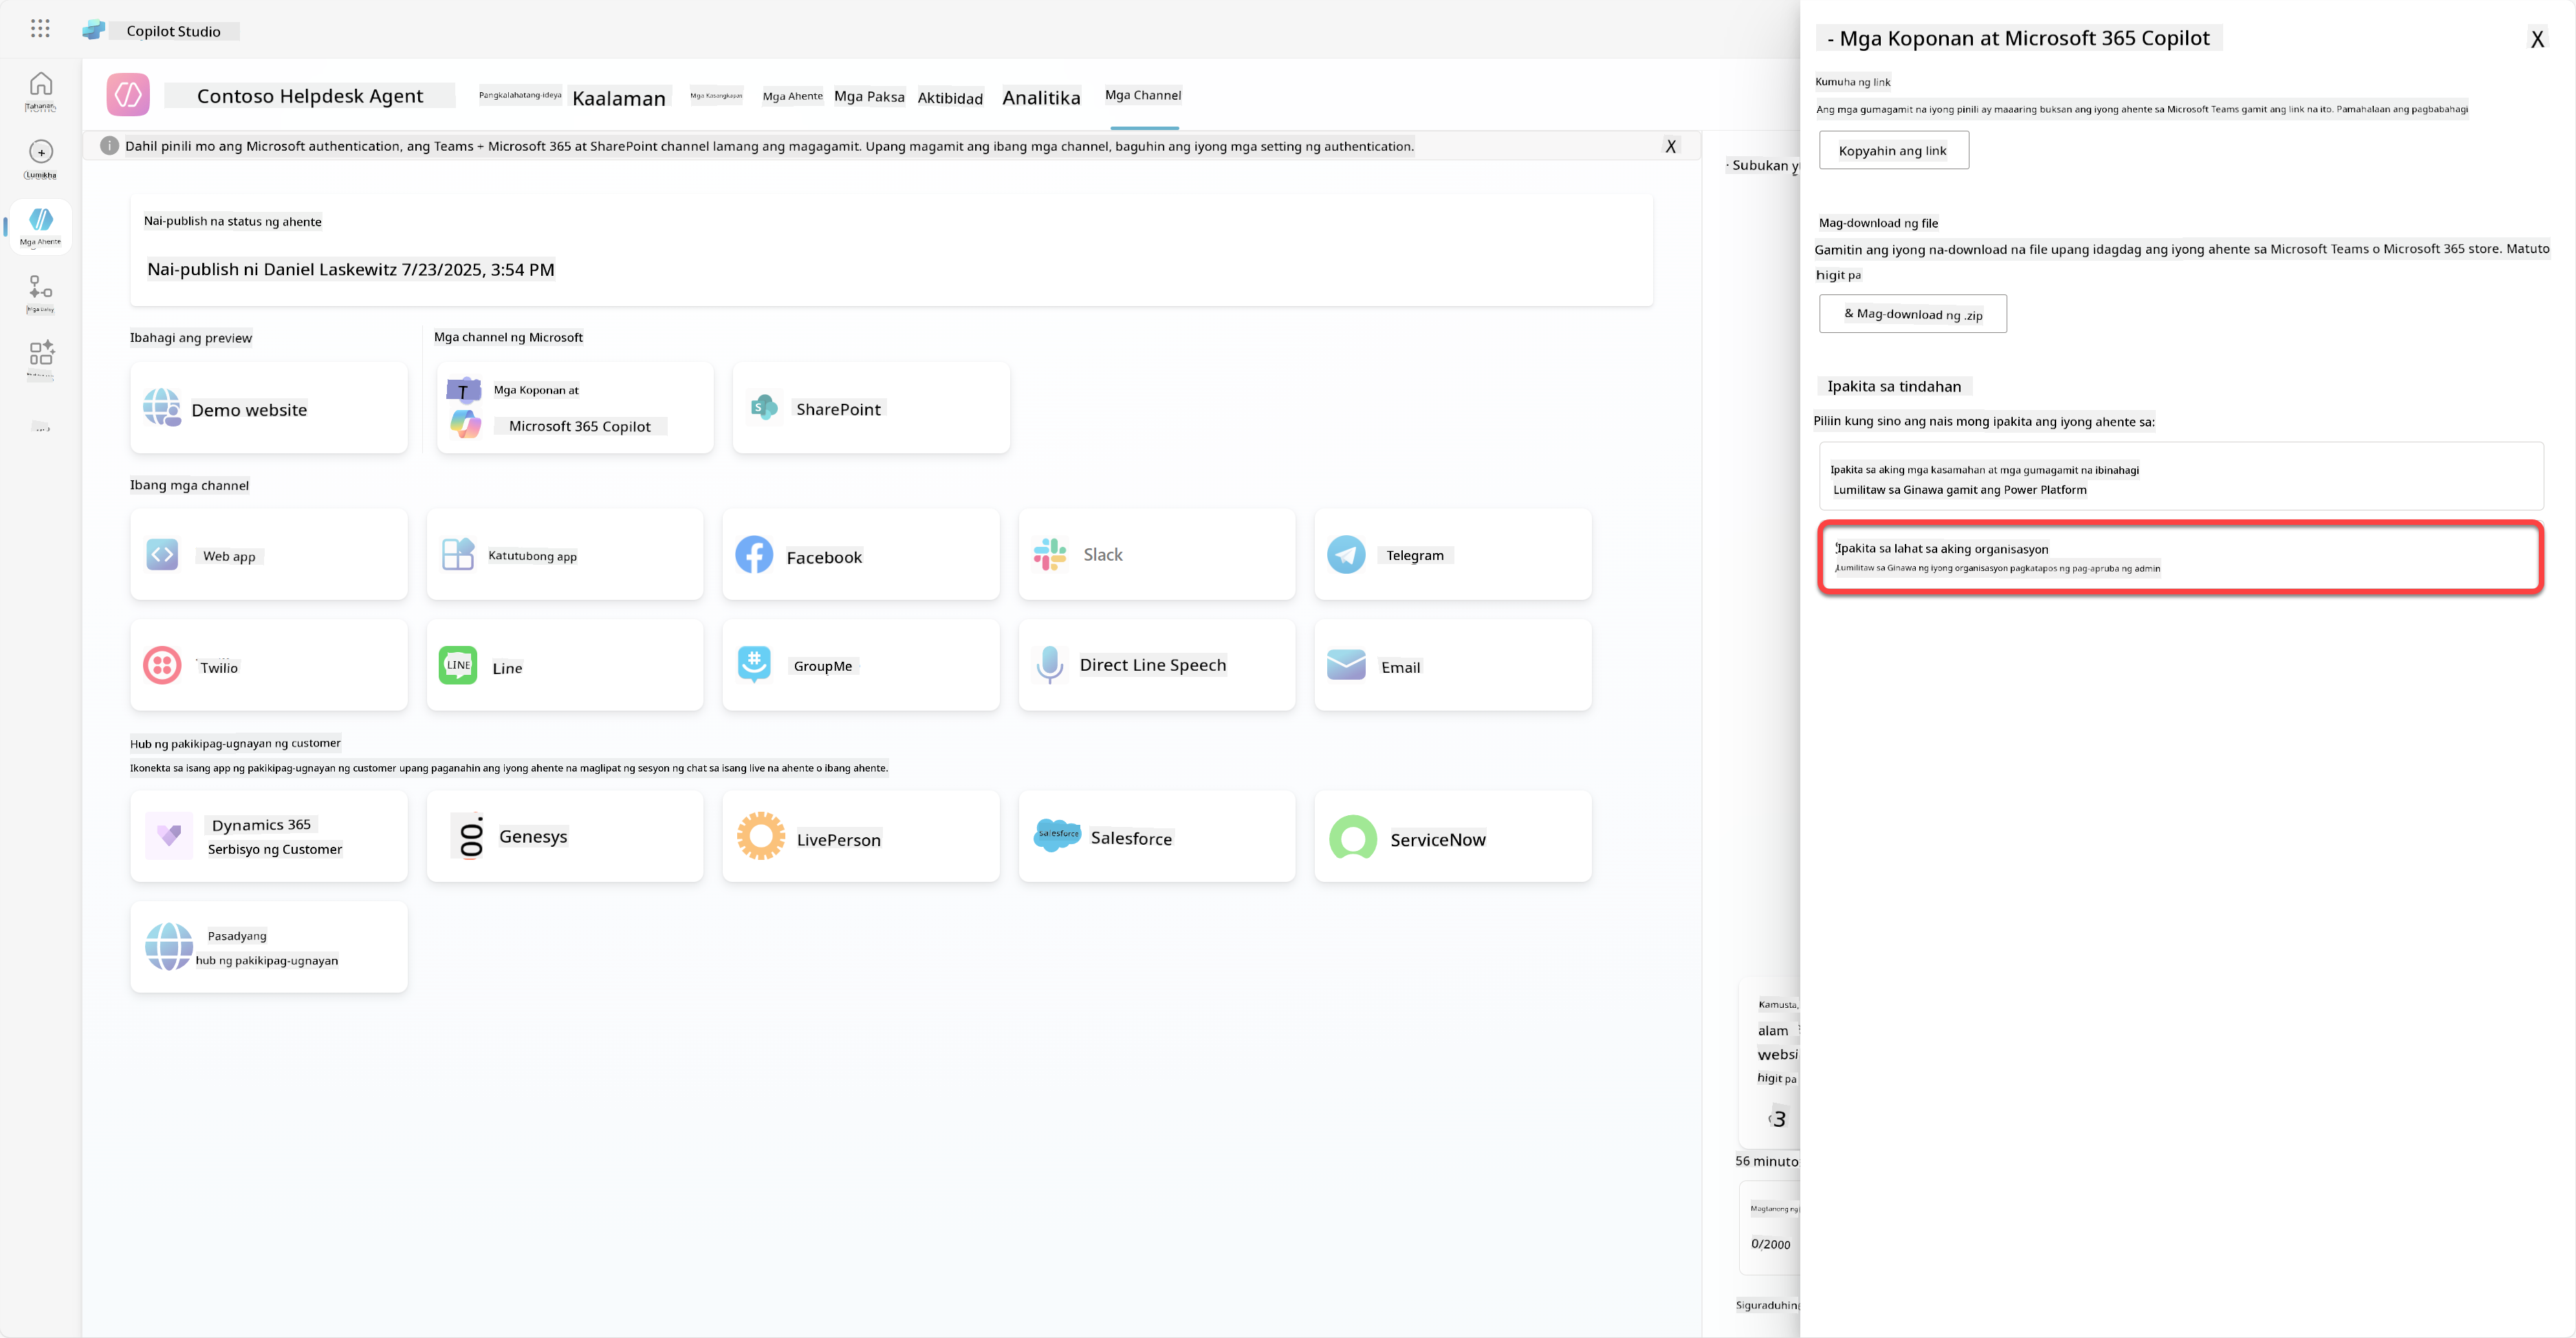 Copilot Studio
Tahanan
Lumikha
Mga Ahente
Contoso Helpdesk Agent
Pangkalahatang-ideya
Kaalaman
Mga Kasangkapan
Mga Ahente
Mga Paksa
Aktibidad
Analitika
Mga Channel
Dahil pinili mo ang Microsoft authentication, ang Teams + Microsoft 365 at SharePoint channel lamang ang magagamit. Upang magamit ang ibang mga channel, baguhin ang iyong mga setting ng authentication.
X
Nai-publish na status ng ahente
Nai-publish ni Daniel Laskewitz 7/23/2025, 3:54 PM
Ibahagi ang preview
Mga channel ng Microsoft
Demo website
T
Mga Koponan at
Microsoft 365 Copilot
S
SharePoint
Ibang mga channel
Web app
Katutubong app
Facebook
Slack
Telegram
Twilio
LINE
Line
GroupMe
Direct Line Speech
Email
Hub ng pakikipag-ugnayan ng customer
Ikonekta sa isang app ng pakikipag-ugnayan ng customer upang paganahin ang iyong ahente na maglipat ng sesyon ng chat sa isang live na ahente o ibang ahente.
Dynamics 365
Serbisyo ng Customer
Genesys
LivePerson
salesforce
Salesforce
ServiceNow
Pasadyang
hub ng pakikipag-ugnayan
Subukan
Kamusta,
alam
websi
higit pa
3
56 minuto
Magtanong ng
0/2000
Siguraduhin
- Mga Koponan at Microsoft 365 Copilot
X
Kumuha ng link
Ang mga gumagamit na iyong pinili ay maaaring buksan ang iyong ahente sa Microsoft Teams gamit ang link na ito. Pamahalaan ang pagbabahagi
Kopyahin ang link
Mag-download ng file
Gamitin ang iyong na-download na file upang idagdag ang iyong ahente sa Microsoft Teams o Microsoft 365 store. Matuto
higit pa
& Mag-download ng .zip
Ipakita sa tindahan
Piliin kung sino ang nais mong ipakita ang iyong ahente sa:
Ipakita sa aking mga kasamahan at mga gumagamit na ibinahagi
Lumilitaw sa Ginawa gamit ang Power Platform
Ipakita sa lahat sa aking organisasyon
Lumilitaw sa Ginawa ng iyong organisasyon pagkatapos ng pag-apruba ng admin